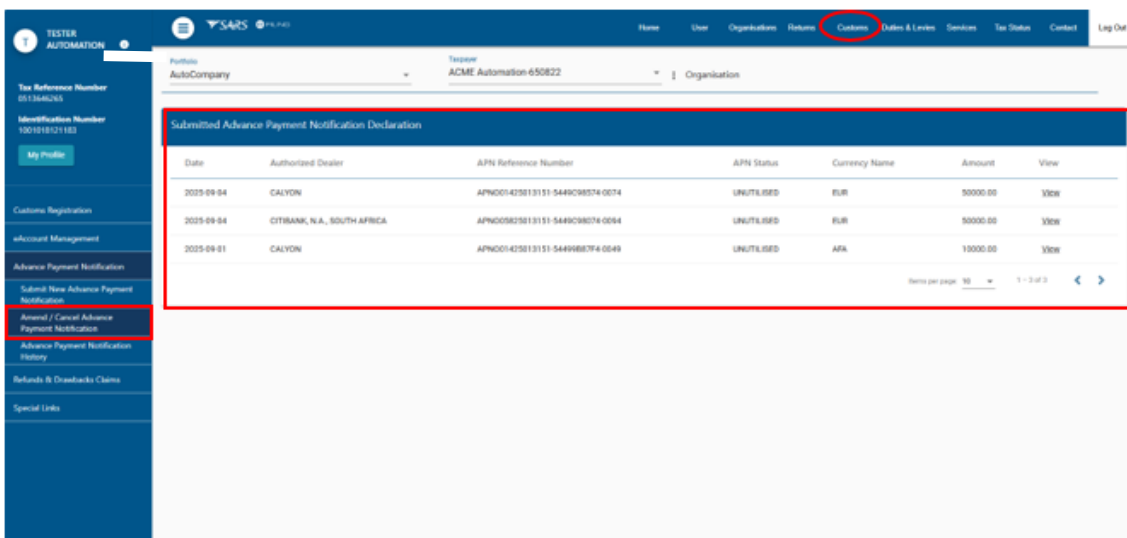 T
TESTER
AUTOMATION
SARS eFILING
Home User Organisations Returns Customs Duties & Levies Services Tax Status Contact Log Out
Portfolio
AutoCompany
Taxpayer
ACME Automation-650822
Organisation
Tax Reference Number
0513646265
Identification Number
1001018121183
My Profile
Customs Registration
eAccount Management
Advance Payment Notification
Submit New Advance Payment
Notification
Amend / Cancel Advance
Payment Notification
Advance Payment Notification
History
Refunds & Drawbacks Claims
Special Links
Submitted Advance Payment Notification Declaration
Date Authorized Dealer APN Reference Number APN Status Currency Name Amount View
2025-09-04 CALYON UNUTILISED EUR 50000.00 View
2025-09-04 CITIBANK, N.A., SOUTH AFRICA UNUTILISED EUR 50000.00 View
2025-09-01 CALYON UNUTILISED AFA 10000.00 View
Items per page: 10 1 - 3 of 3